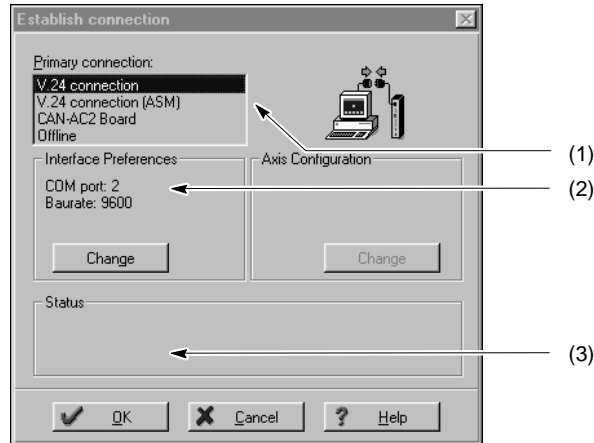 Establish connection
Primary connection:
V.24 connection
V.24 connection (ASM)
CAN-AC2 Board
Offline
(1)
Interface Preferences
Axis Configuration
COM port: 2
(2)
Baurate: 9600
Change
Change
Status
(3)
OK
Cancel
? Help